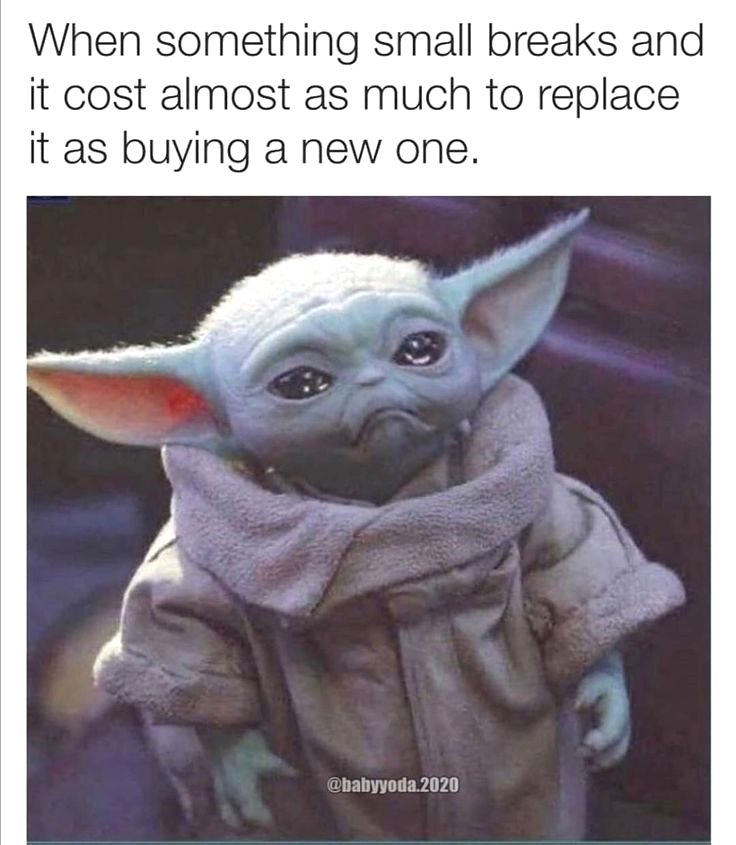 When something small breaks and
it cost almost as much to replace
it as buying a new one.
@babyyoda.2020